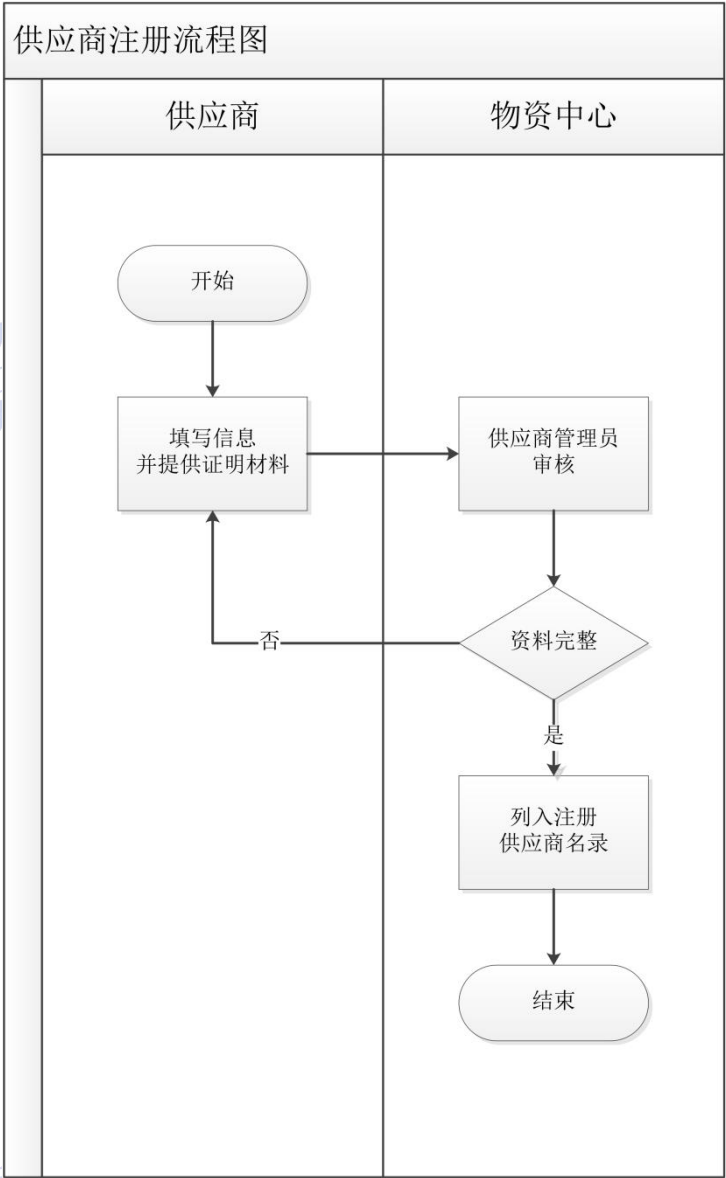 供应商注册流程图
供应商
物资中心
开始
填写信息
并提供证明材料
供应商管理员
审核
资料完整
否
是
列入注册
供应商名录
结束